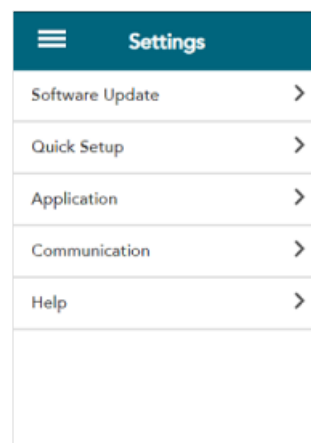 Settings
Software Update
Quick Setup
Application
Communication
Help